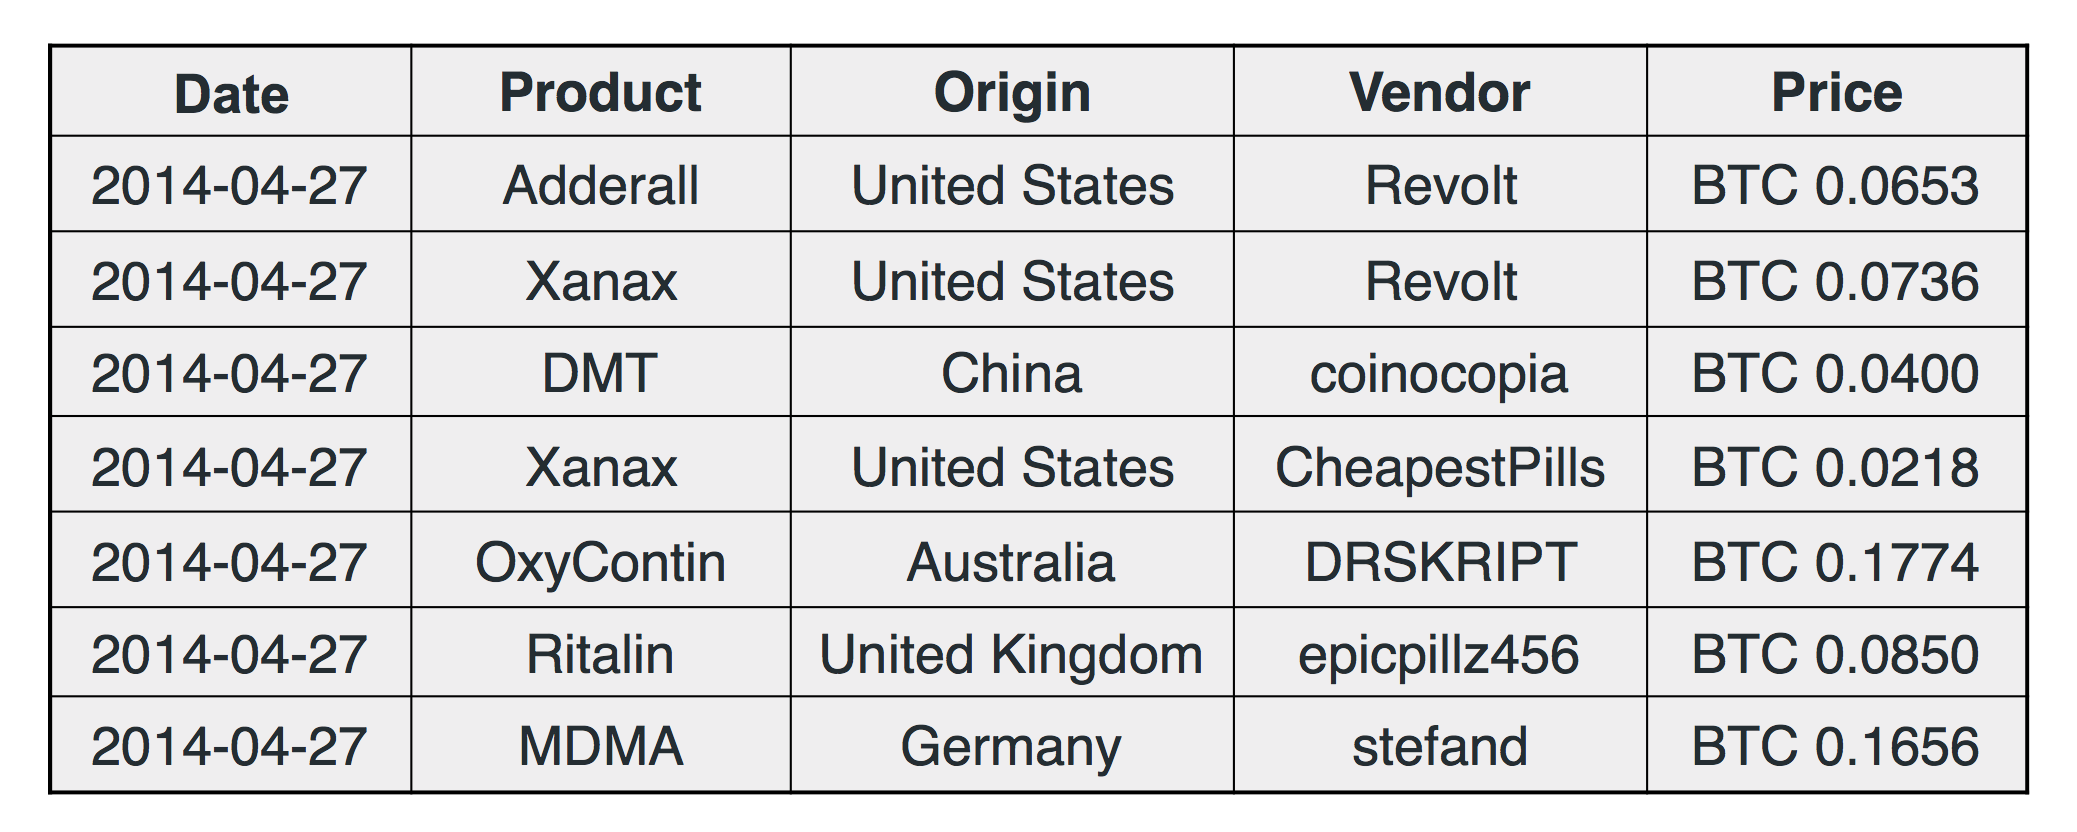 Date Product Origin Vendor Price
2014-04-27 Adderall United States Revolt BTC 0.0653
2014-04-27 Xanax United States Revolt BTC 0.0736
2014-04-27 DMT China coinocopia BTC 0.0400
2014-04-27 Xanax United States CheapestPills BTC 0.0218
2014-04-27 OxyContin Australia DRSKRIPT BTC 0.1774
2014-04-27 Ritalin United Kingdom epicpillz456 BTC 0.0850
2014-04-27 MDMA Germany stefand BTC 0.1656